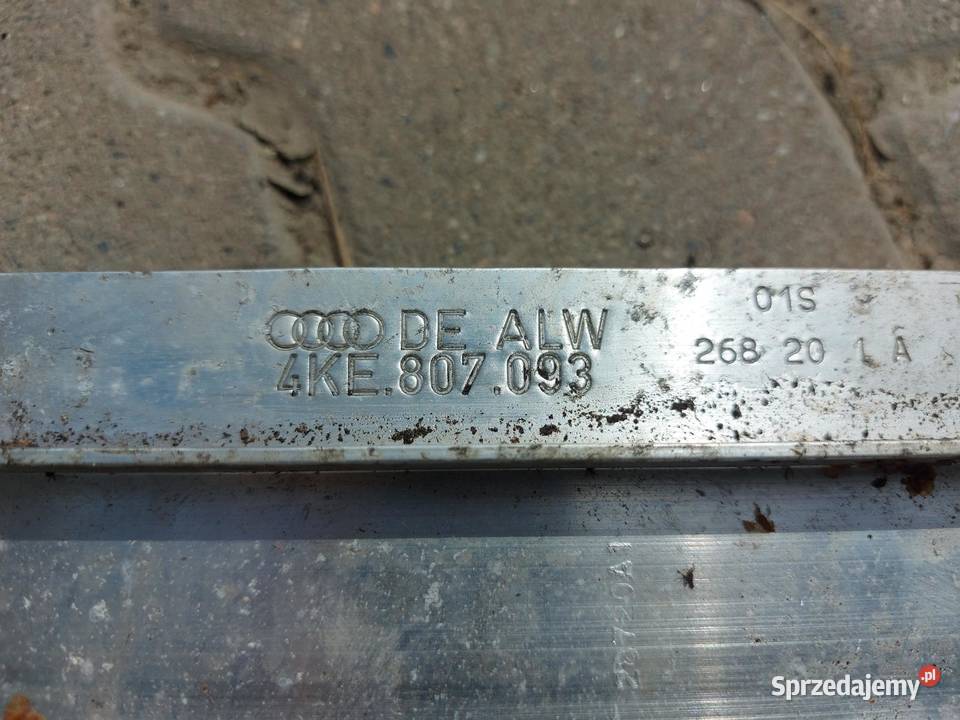 DE ALW
4KE.807.093
01S
268 20 1 A
Sprzedajemy.pl